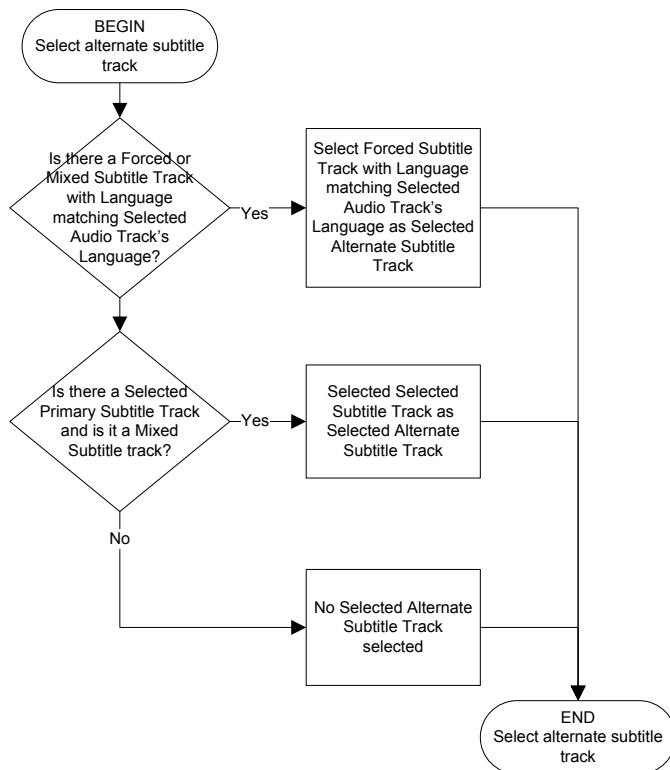 BEGIN
Select alternate subtitle
track
Is there a Forced or
Mixed Subtitle Track
with Language
matching Selected
Audio Track's
Language?
Yes
Select Forced Subtitle
Track with Language
matching Selected
Audio Track's
Language as Selected
Alternate Subtitle
Track
Is there a Selected
Primary Subtitle Track
and is it a Mixed
Subtitle track?
Yes
Selected Selected
Subtitle Track as
Selected Alternate
Subtitle Track
No
No Selected Alternate
Subtitle Track
selected
END
Select alternate subtitle
track